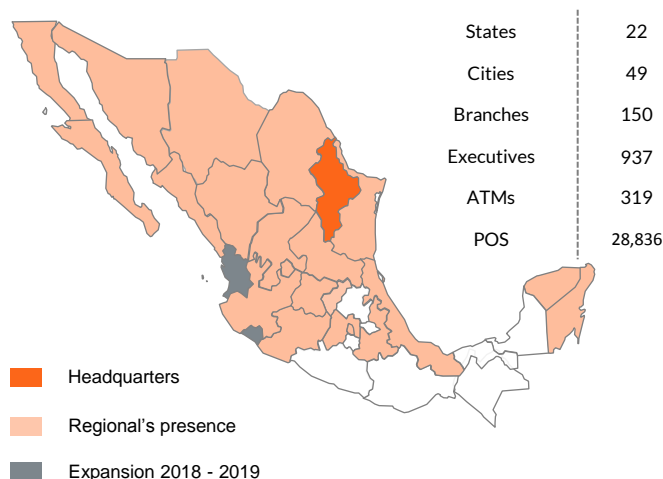 States 22
Cities 49
Branches 150
Executives 937
ATMs 319
POS 28,836
Headquarters
Regional's presence
Expansion 2018 - 2019